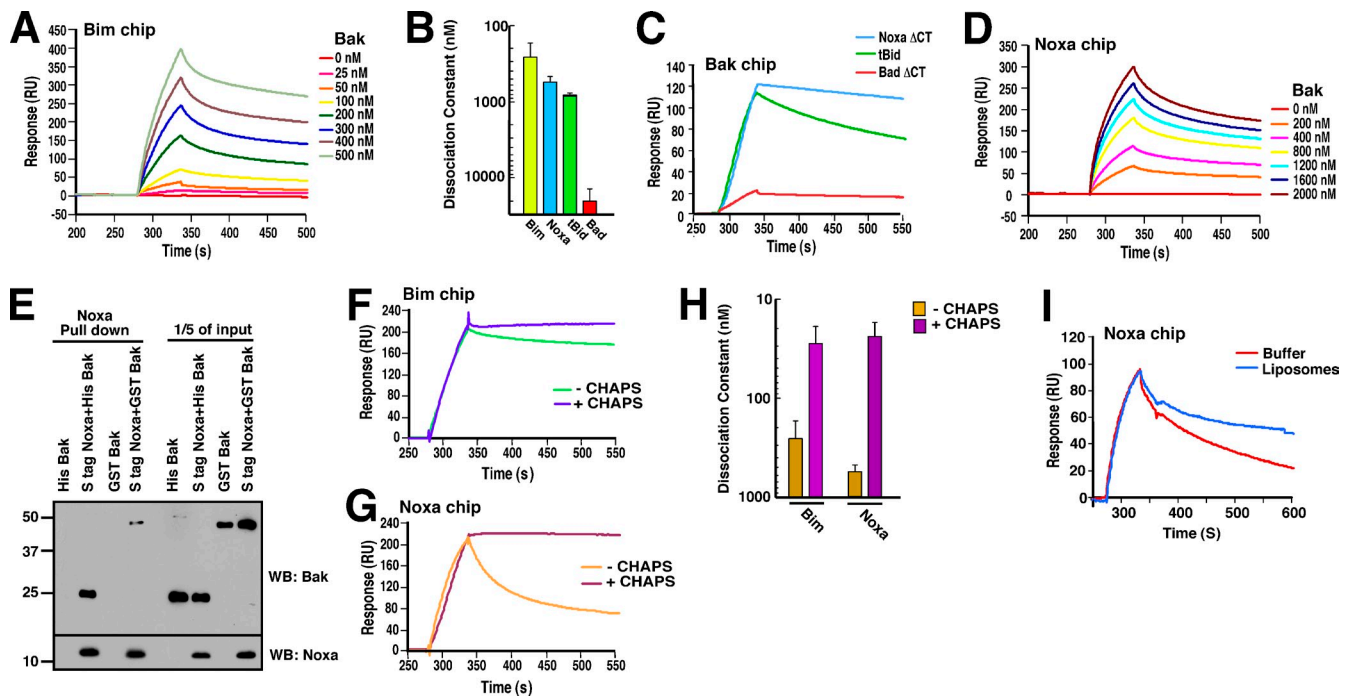 A
Bim chip
Response (RU)
450
400
350
300
250
200
150
100
50
0
-50
200 250 300 350 400 450 500
Time (s)
Bak
0 nM
25 nM
50 nM
100 nM
200 nM
300 nM
400 nM
500 nM
B
Dissociation Constant (nM)
100
1000
10000
Bim
Noxa
tBid
Bad
C
Bak chip
Noxa ΔCT
tBid
Bad ΔCT
Response (RU)
140
120
100
80
60
40
20
0
250 300 350 400 450 500 550
Time (s)
D
Noxa chip
Response (RU)
350
300
250
200
150
100
50
0
-50
200 250 300 350 400 450 500
Time (s)
Bak
0 nM
200 nM
400 nM
800 nM
1200 nM
1600 nM
2000 nM
E
Noxa
Pull down
1/5 of input
His Bak
S tag Noxa+His Bak
GST Bak
S tag Noxa+GST Bak
His Bak
S tag Noxa+His Bak
GST Bak
S tag Noxa+GST Bak
50
37
25
10
WB: Bak
WB: Noxa
F
Bim chip
Response (RU)
240
200
160
120
80
40
0
- CHAPS
+ CHAPS
250 300 350 400 450 500 550
Time (s)
G
Noxa chip
Response (RU)
240
200
160
120
80
40
0
- CHAPS
+ CHAPS
250 300 350 400 450 500 550
Time (s)
H
Dissociation Constant (nM)
10
100
1000
- CHAPS
+ CHAPS
Bim
Noxa
I
Noxa chip
Buffer
Liposomes
Response (RU)
120
100
80
60
40
20
0
300 400 500 600
Time (S)